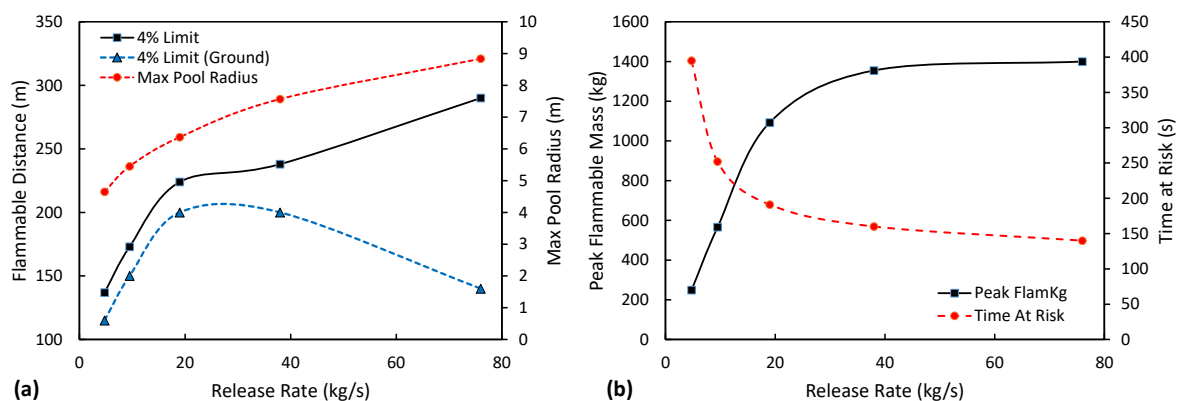 350
300
250
200
150
100
Flammable Distance (m)
4% Limit
4% Limit (Ground)
Max Pool Radius
10
9
8
7
6
5
4
3
2
1
0
Max Pool Radius (m)
0 20 40 60 80
Release Rate (kg/s)
(a)
1600
1400
1200
1000
800
600
400
200
0
Peak Flammable Mass (kg)
Peak FlamKg
Time At Risk
450
400
350
300
250
200
150
100
50
0
Time at Risk (s)
0 20 40 60 80
Release Rate (kg/s)
(b)